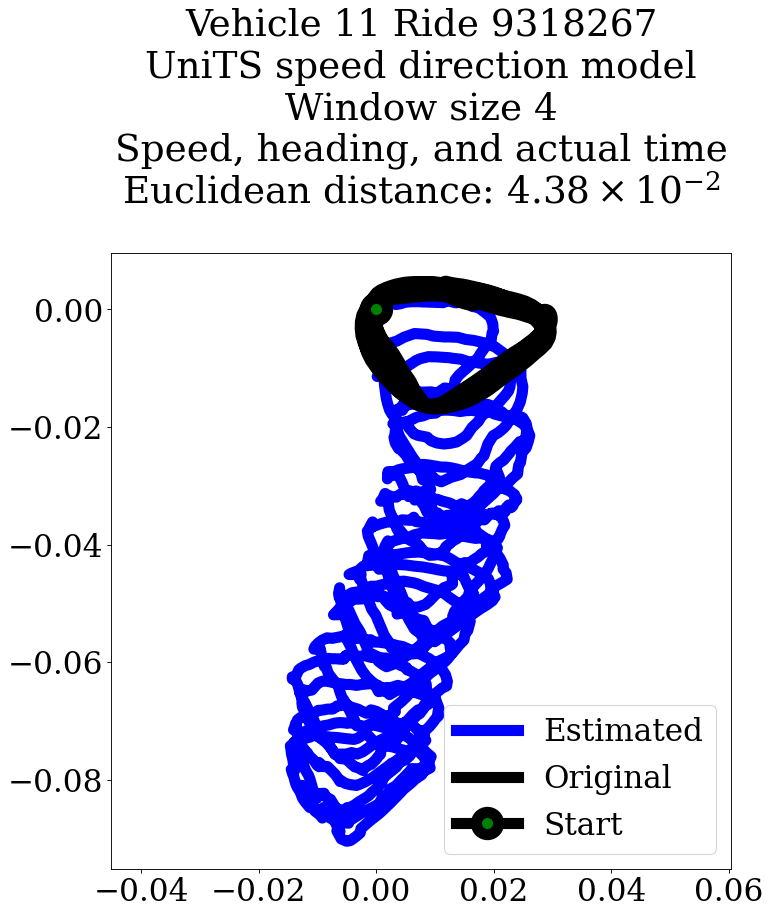 Vehicle 11 Ride 9318267
UniTS speed direction model
Window size 4
Speed, heading, and actual time
Euclidean distance: 4.38 × 10⁻²
0.00
−0.02
−0.04
−0.06
−0.08
Estimated
Original
Start
−0.04 −0.02 0.00 0.02 0.04 0.06